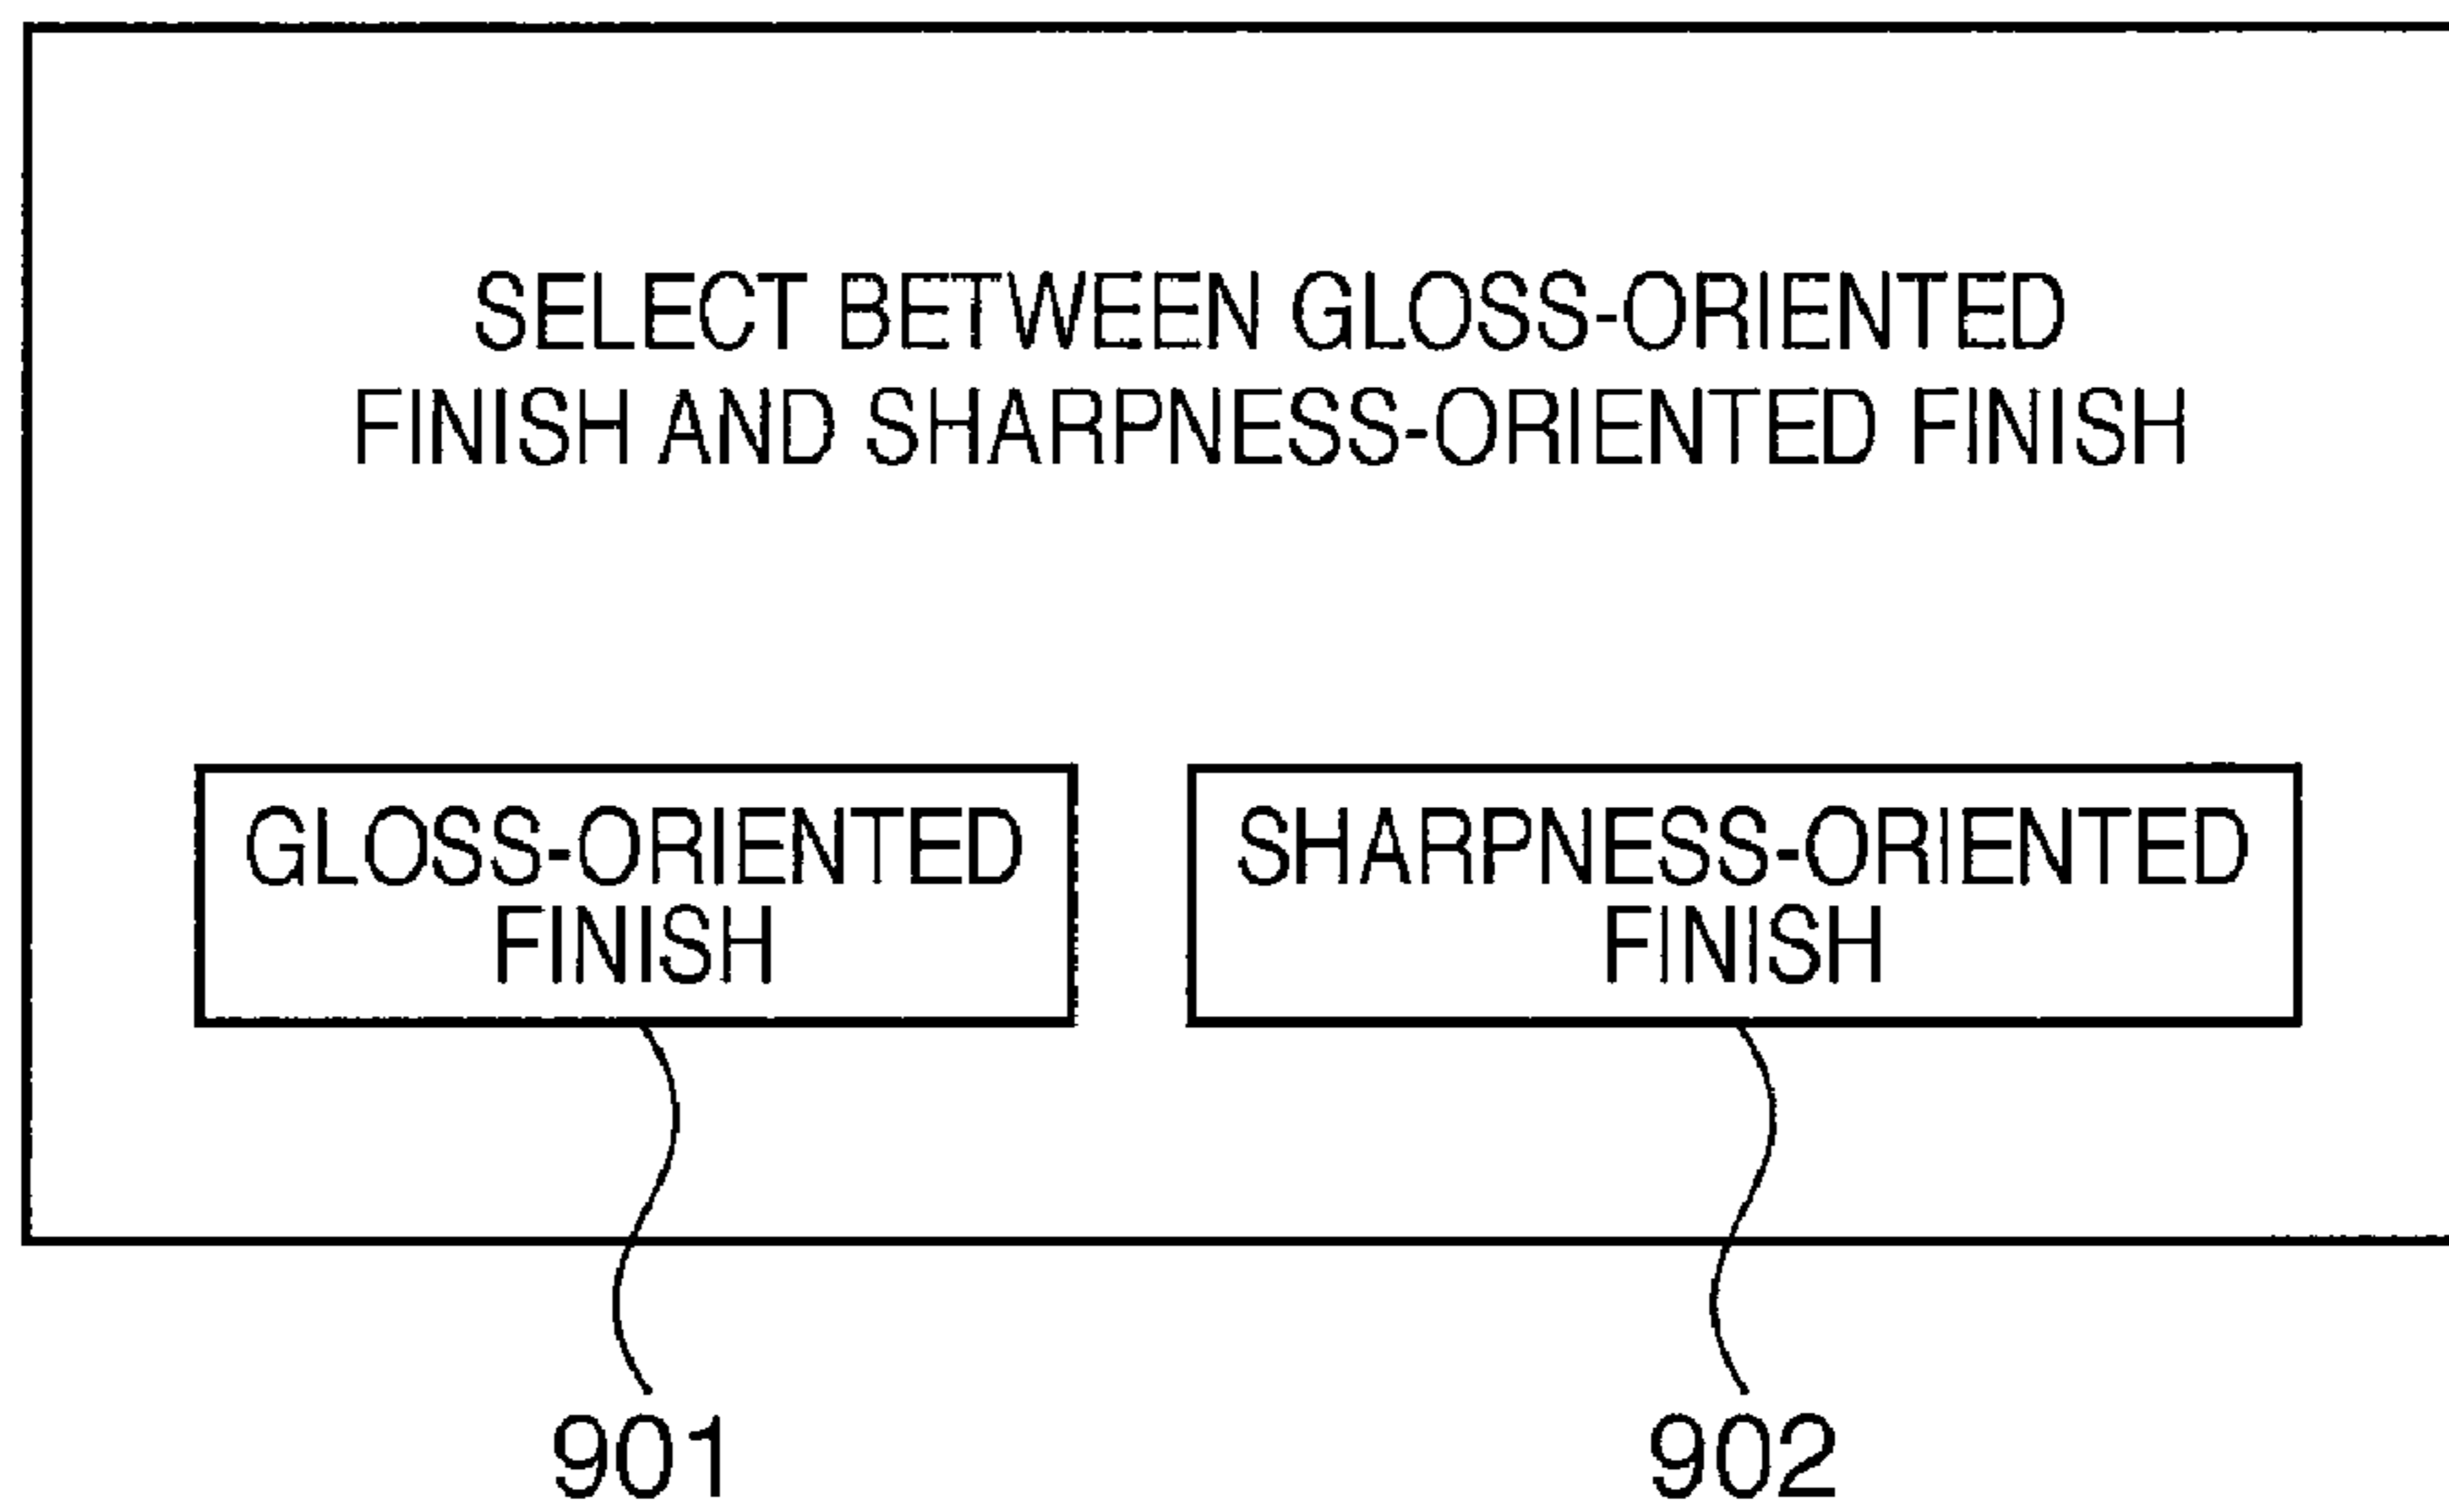 SELECT BETWEEN GLOSS-ORIENTED
FINISH AND SHARPNESS-ORIENTED FINISH
GLOSS-ORIENTED
FINISH
SHARPNESS-ORIENTED
FINISH
901
902